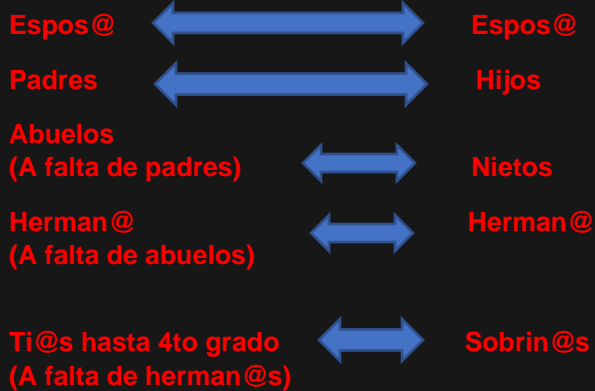 Espos@ Espos@
Padres Hijos
Abuelos
(A falta de padres) Nietos
Herman@ Herman@
(A falta de abuelos)
Ti@s hasta 4to grado Sobrin@s
(A falta de herman@s)